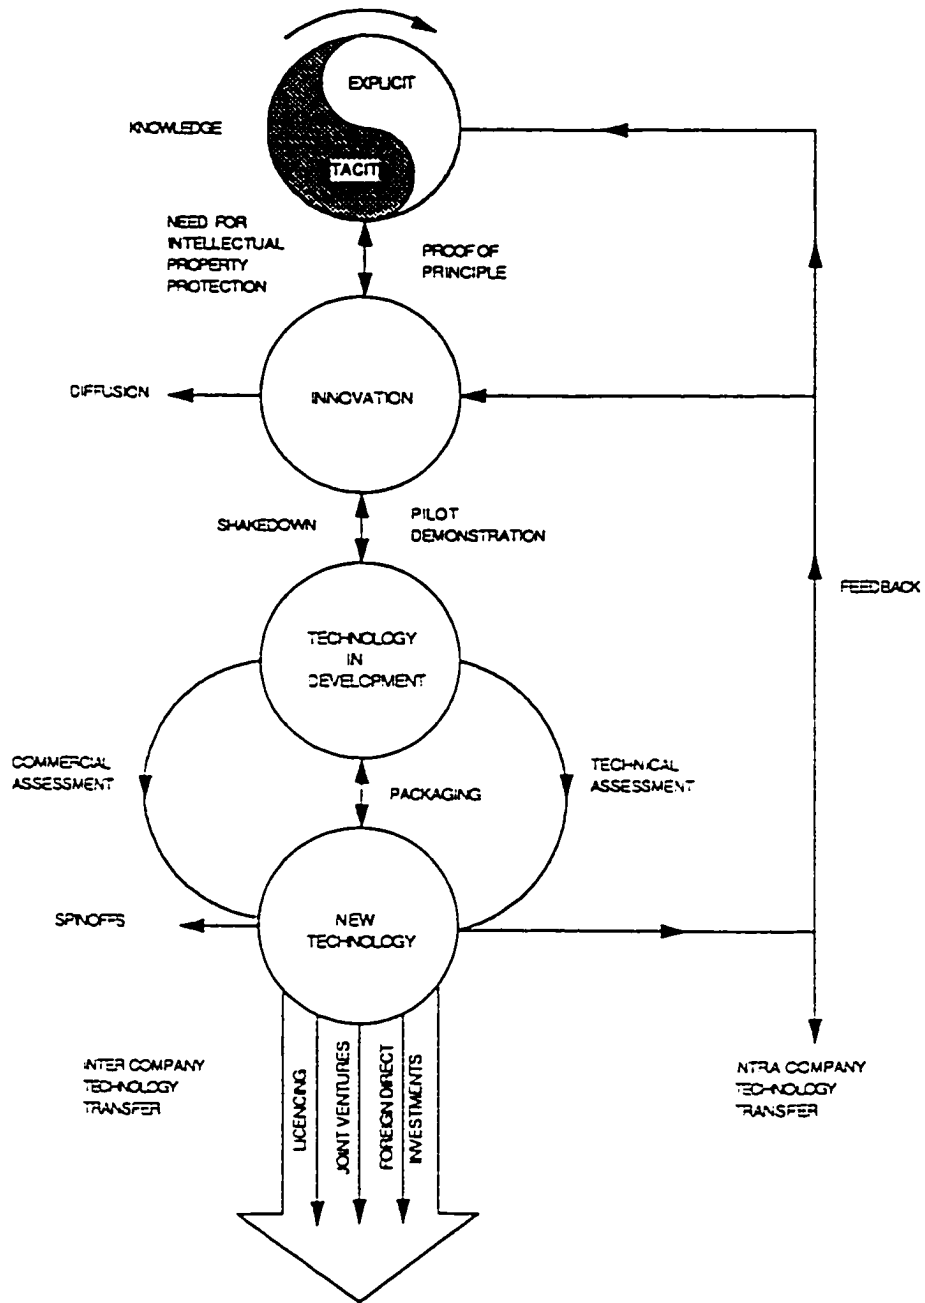 EXPLICIT
KNOWLEDGE
TACIT
NEED FOR
INTELLECTUAL
PROPERTY
PROTECTION
PROOF OF
PRINCIPLE
DIFFUSION
INNOVATION
SHAKEDOWN
PILOT
DEMONSTRATION
FEEDBACK
TECHNOLOGY
IN
DEVELOPMENT
COMMERCIAL
ASSESSMENT
TECHNICAL
ASSESSMENT
PACKAGING
SPINOFFS
NEW
TECHNOLOGY
INTER COMPANY
TECHNOLOGY
TRANSFER
LICENCING
JOINT VENTURES
FOREIGN DIRECT
INVESTMENTS
INTRA COMPANY
TECHNOLOGY
TRANSFER